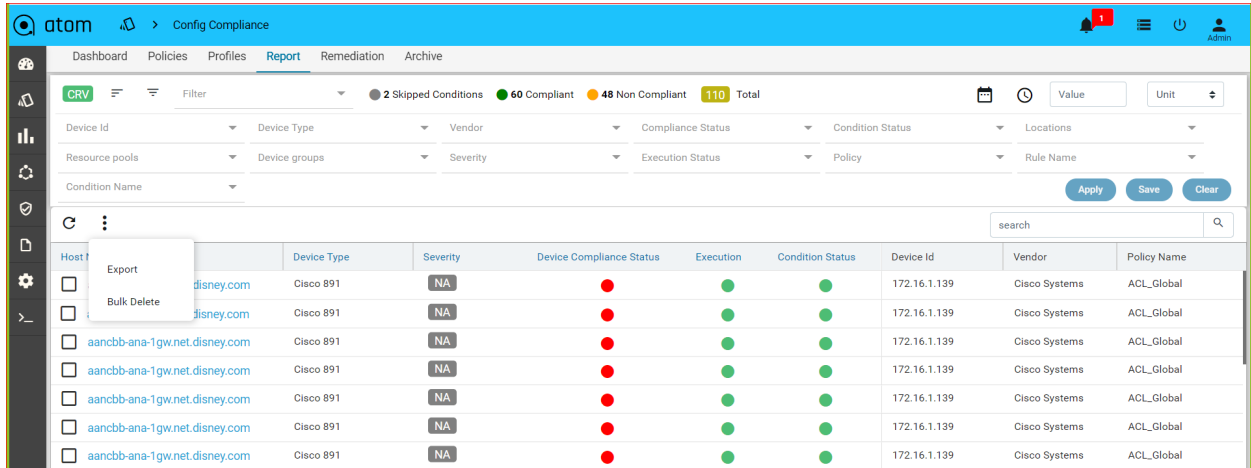 atom > Config Compliance 1 Admin
Dashboard Policies Profiles Report Remediation Archive
CRV Filter 2 Skipped Conditions 60 Compliant 48 Non Compliant 110 Total Value Unit
Device Id Device Type Vendor Compliance Status Condition Status Locations
Resource pools Device groups Severity Execution Status Policy Rule Name
Condition Name Apply Save Clear
search
Export
Bulk Delete
Host Device Type Severity Device Compliance Status Execution Condition Status Device Id Vendor Policy Name
disney.com Cisco 891 NA 172.16.1.139 Cisco Systems ACL_Global
disney.com Cisco 891 NA 172.16.1.139 Cisco Systems ACL_Global
aancbb-ana-1gw.net.disney.com Cisco 891 NA 172.16.1.139 Cisco Systems ACL_Global
aancbb-ana-1gw.net.disney.com Cisco 891 NA 172.16.1.139 Cisco Systems ACL_Global
aancbb-ana-1gw.net.disney.com Cisco 891 NA 172.16.1.139 Cisco Systems ACL_Global
aancbb-ana-1gw.net.disney.com Cisco 891 NA 172.16.1.139 Cisco Systems ACL_Global
aancbb-ana-1gw.net.disney.com Cisco 891 NA 172.16.1.139 Cisco Systems ACL_Global